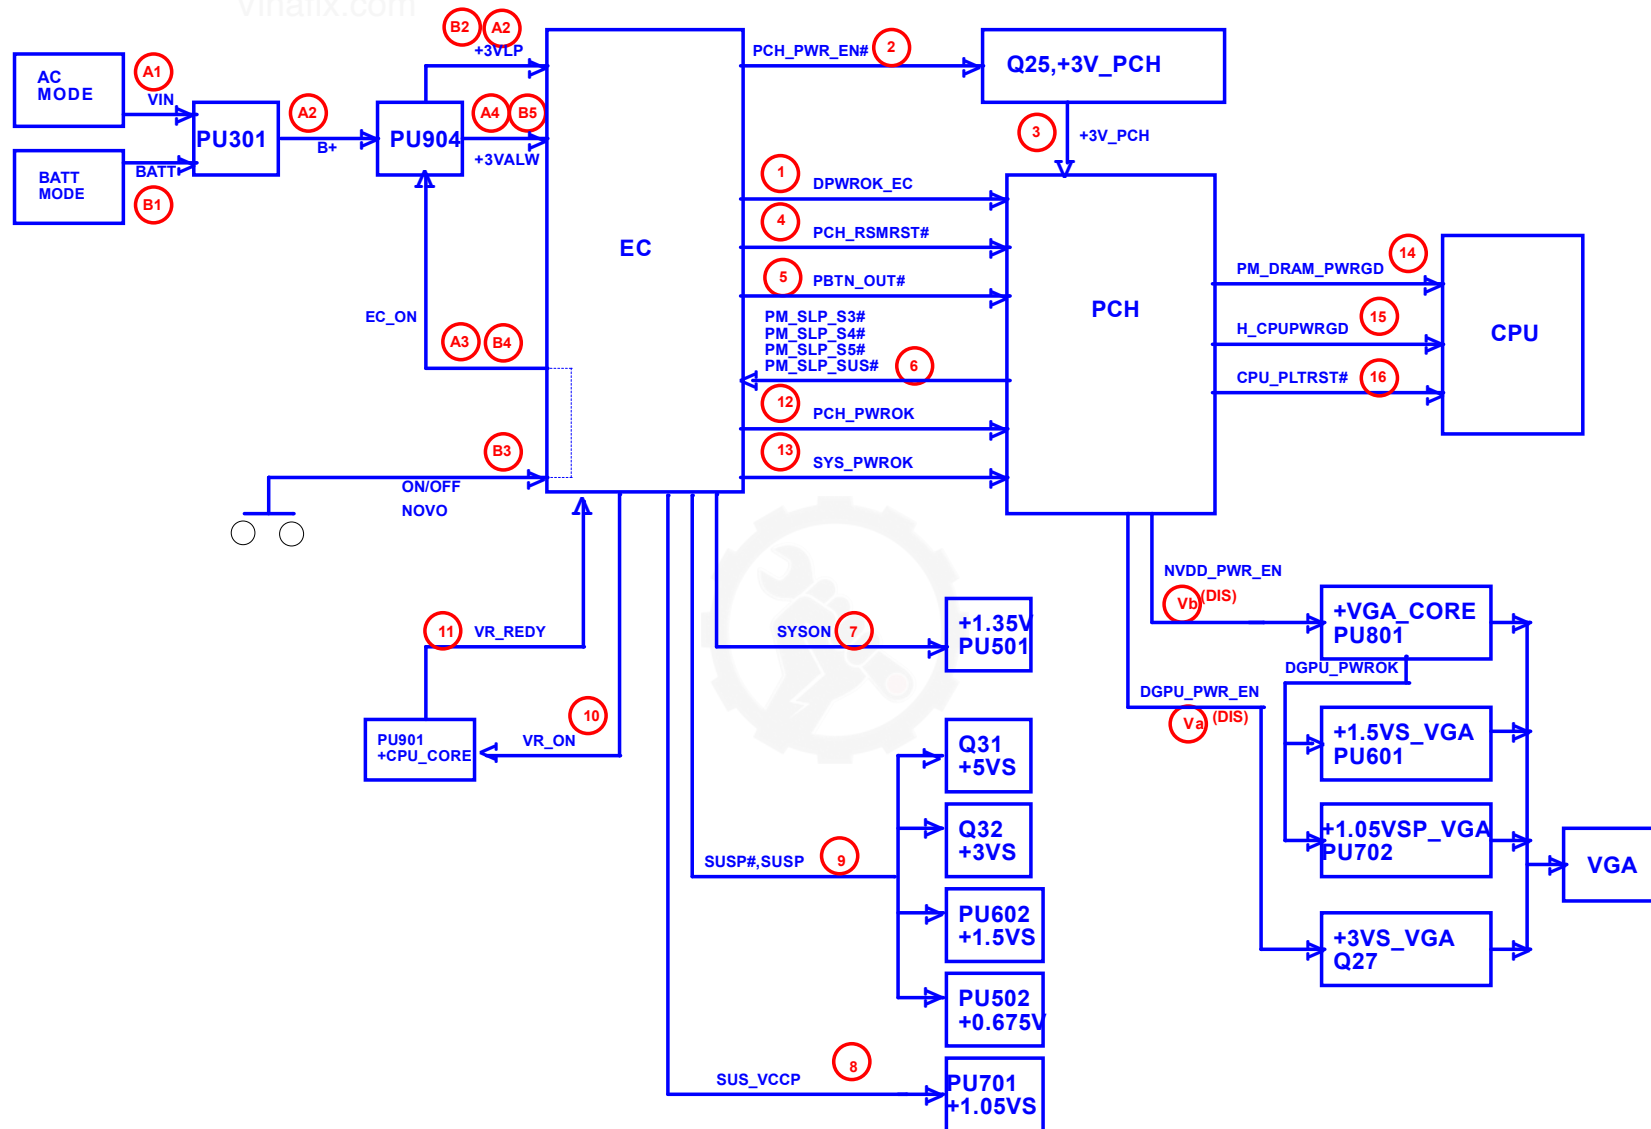 Vinafix.com
B2
A2
+3VLP
PCH_PWR_EN#
2
Q25,+3V_PCH
AC
MODE
A1
VIN
A2
B+
PU301
PU904
A4
B5
+3VALW
3
+3V_PCH
BATT
MODE
BATT
B1
1
DPWROK_EC
4
PCH_RSMRST#
EC
5
PBTN_OUT#
PM_SLP_S3#
PM_SLP_S4#
PM_SLP_S5#
PM_SLP_SUS#
6
PCH
PM_DRAM_PWRGD
14
H_CPUPWRGD
15
CPU_PLTRST#
16
CPU
EC_ON
A3
B4
12
PCH_PWROK
13
SYS_PWROK
B3
ON/OFF
NOVO
NVDD_PWR_EN
Vb
(DIS)
+VGA_CORE
PU801
DGPU_PWROK
11
VR_REDY
SYSON
7
+1.35V
PU501
DGPU_PWR_EN
Va
(DIS)
10
VR_ON
PU901
+CPU_CORE
Q31
+5VS
+1.5VS_VGA
PU601
Q32
+3VS
+1.05VSP_VGA
PU702
SUSP#,SUSP
9
VGA
PU602
+1.5VS
+3VS_VGA
Q27
PU502
+0.675V
SUS_VCCP
8
PU701
+1.05VS